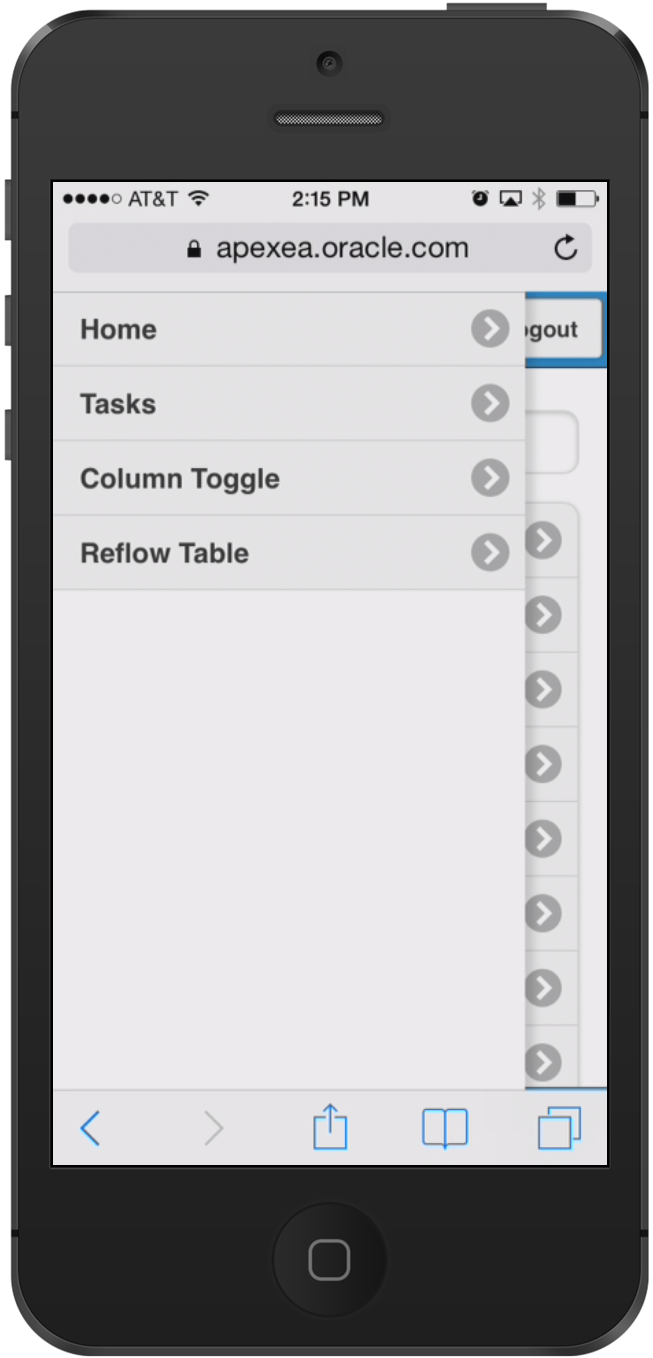 AT&T 2:15 PM
apexea.oracle.com
Home
ogout
Tasks
Column Toggle
Reflow Table